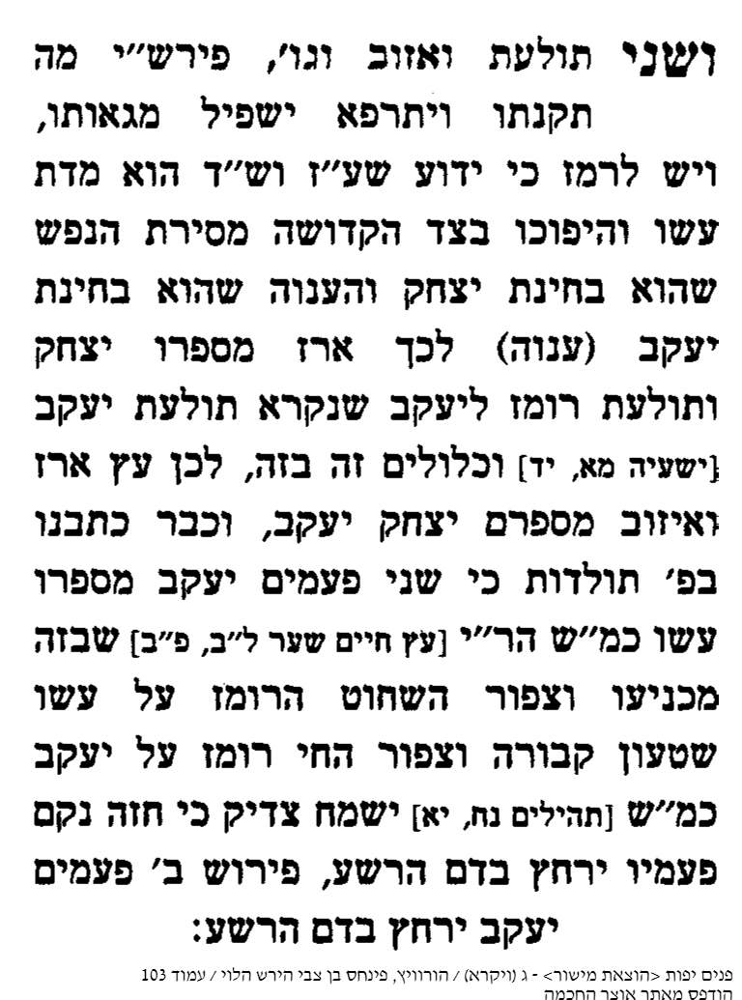 ושני תולעת ואזוב וגו׳, פירש״י מה
תקנתו ויתרפא ישפיל מגאותו,
ויש לרמז כי ידוע שע״ז וש״ד הוא מדת
עשו והיפוכו בצד הקדושה מסירת הנפש
שהוא בחינת יצחק והענוה שהוא בחינת
יעקב (ענוה) לכך ארז מספרו יצחק
ותולעת רומז ליעקב שנקרא תולעת יעקב
[ישעיה מא, יד] וכלולים זה בזה, לכן עץ ארז
ואיזוב מספרם יצחק יעקב, וכבר כתבנו
בפ׳ תולדות כי שני פעמים יעקב מספרו
עשו כמ״ש הר״י [עץ חיים שער ל״ב, פ״ב] שבזה
מכניעו וצפור השחוט הרומז על עשו
שטעון קבורה וצפור החי רומז על יעקב
כמ״ש [תהילים נח, יא] ישמח צדיק כי חזה נקם
פעמיו ירחץ בדם הרשע, פירוש ב׳ פעמים
יעקב ירחץ בדם הרשע:
פנים יפות <הוצאת מישור> - ג (ויקרא) / הורוויץ, פינחס בן צבי הירש הלוי / עמוד 103
הודפס מאתר אוצר החכמה